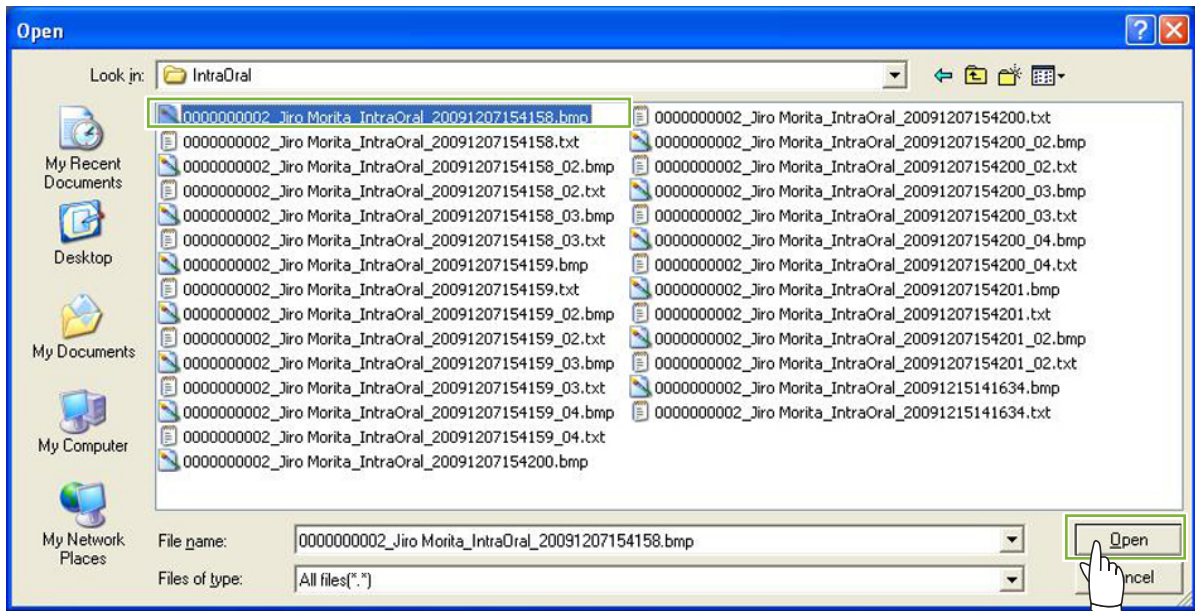 Open
Look in: IntraOral
My Recent
Documents
Desktop
My Documents
My Computer
My Network
Places
0000000002_Jiro Morita_IntraOral_20091207154158.bmp
0000000002_Jiro Morita_IntraOral_20091207154158.txt
0000000002_Jiro Morita_IntraOral_20091207154158_02.bmp
0000000002_Jiro Morita_IntraOral_20091207154158_02.txt
0000000002_Jiro Morita_IntraOral_20091207154158_03.bmp
0000000002_Jiro Morita_IntraOral_20091207154158_03.txt
0000000002_Jiro Morita_IntraOral_20091207154159.bmp
0000000002_Jiro Morita_IntraOral_20091207154159.txt
0000000002_Jiro Morita_IntraOral_20091207154159_02.bmp
0000000002_Jiro Morita_IntraOral_20091207154159_02.txt
0000000002_Jiro Morita_IntraOral_20091207154159_03.bmp
0000000002_Jiro Morita_IntraOral_20091207154159_03.txt
0000000002_Jiro Morita_IntraOral_20091207154159_04.bmp
0000000002_Jiro Morita_IntraOral_20091207154159_04.txt
0000000002_Jiro Morita_IntraOral_20091207154200.bmp
0000000002_Jiro Morita_IntraOral_20091207154200.txt
0000000002_Jiro Morita_IntraOral_20091207154200_02.bmp
0000000002_Jiro Morita_IntraOral_20091207154200_02.txt
0000000002_Jiro Morita_IntraOral_20091207154200_03.bmp
0000000002_Jiro Morita_IntraOral_20091207154200_03.txt
0000000002_Jiro Morita_IntraOral_20091207154200_04.bmp
0000000002_Jiro Morita_IntraOral_20091207154200_04.txt
0000000002_Jiro Morita_IntraOral_20091207154201.bmp
0000000002_Jiro Morita_IntraOral_20091207154201.txt
0000000002_Jiro Morita_IntraOral_20091207154201_02.bmp
0000000002_Jiro Morita_IntraOral_20091207154201_02.txt
0000000002_Jiro Morita_IntraOral_20091215141634.bmp
0000000002_Jiro Morita_IntraOral_20091215141634.txt
File name: 0000000002_Jiro Morita_IntraOral_20091207154158.bmp Open
Files of type: All files(*.*)